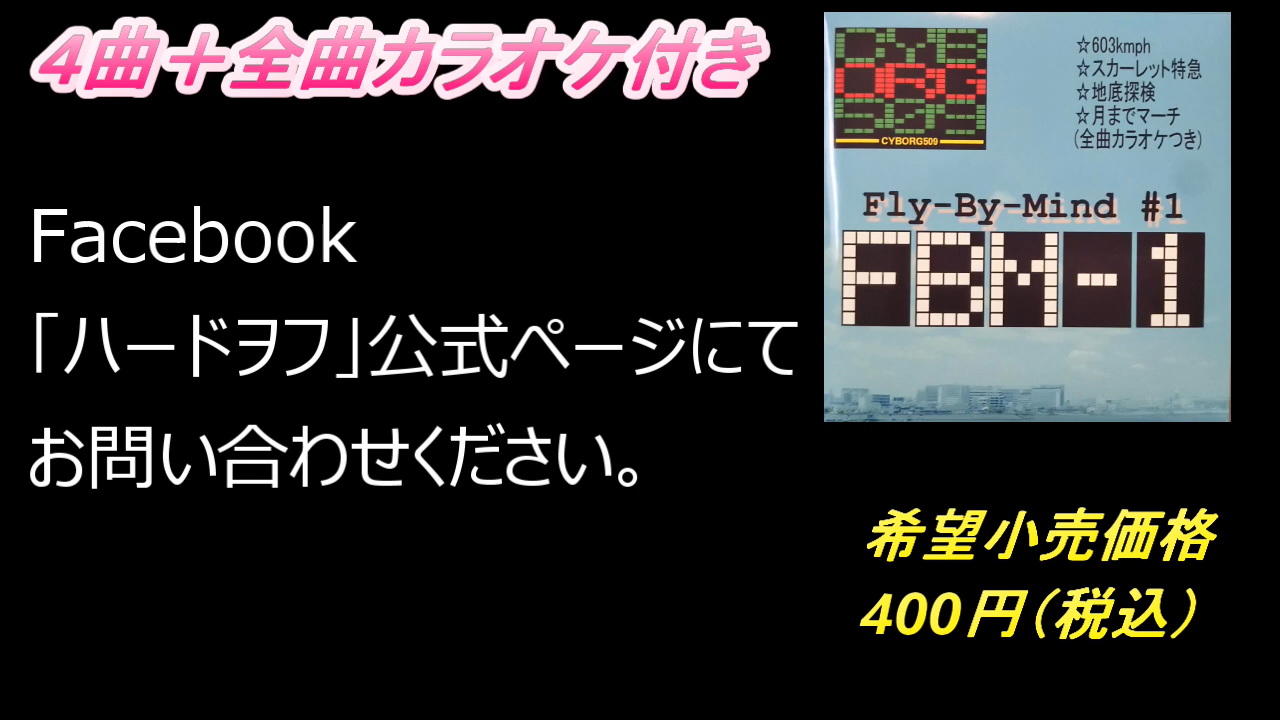 4曲＋全曲カラオケ付き
Facebook
「ハードヲフ」公式ページにて
お問い合わせください。
CYB
ORG
509
CYBORG509
☆603kmph
☆スカーレット特急
☆地底探検
☆月までマーチ
(全曲カラオケつき)
Fly-By-Mind #1
FBM-1
希望小売価格
400円（税込）